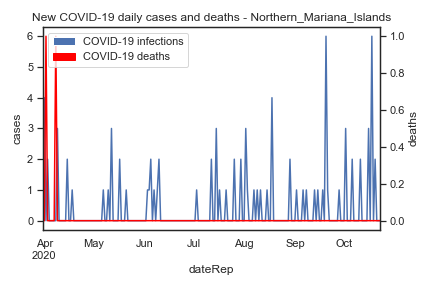 New COVID-19 daily cases and deaths - Northern_Mariana_Islands
COVID-19 infections
COVID-19 deaths
6
5
4
3
2
1
0
cases
1.0
0.8
0.6
0.4
0.2
0.0
deaths
Apr May Jun Jul Aug Sep Oct
2020
dateRep